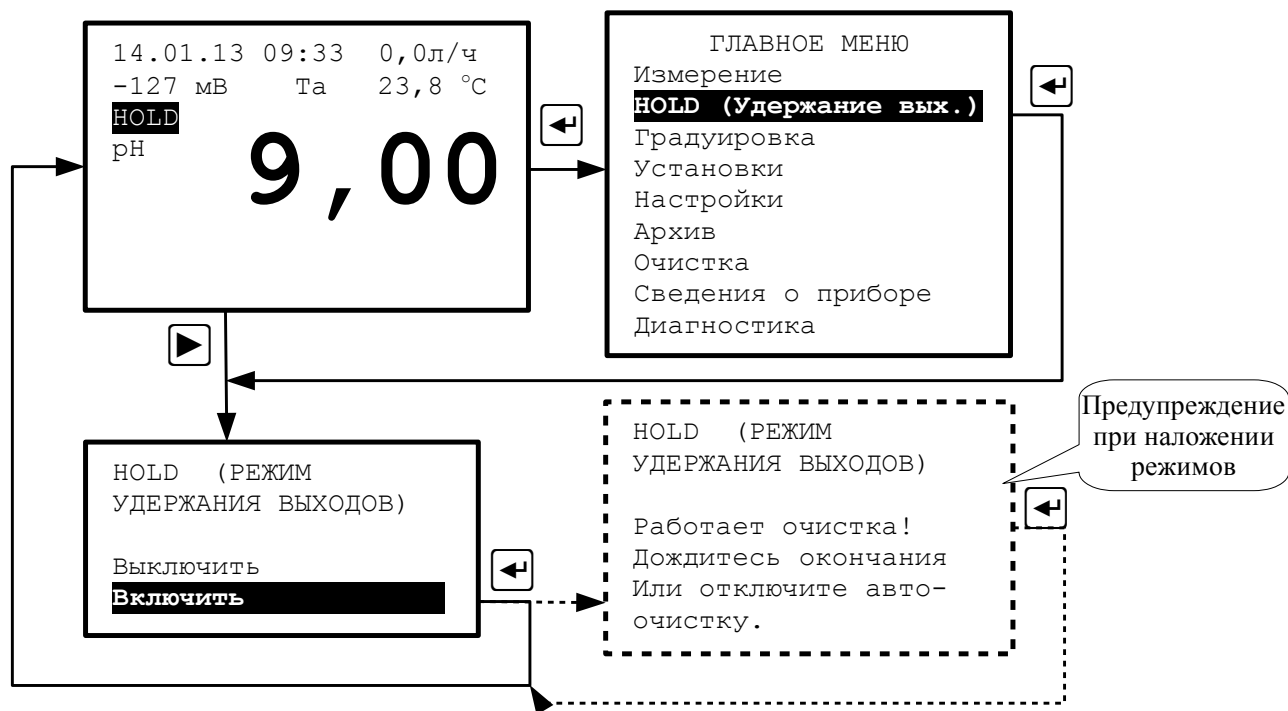 14.01.13 09:33 0,0л/ч
-127 мВ Та 23,8 °С
HOLD
рН
9,00
ГЛАВНОЕ МЕНЮ
Измерение
HOLD (Удержание вых.)
Градуировка
Установки
Настройки
Архив
Очистка
Сведения о приборе
Диагностика
HOLD (РЕЖИМ
УДЕРЖАНИЯ ВЫХОДОВ)
Выключить
Включить
HOLD (РЕЖИМ
УДЕРЖАНИЯ ВЫХОДОВ)
Работает очистка!
Дождитесь окончания
Или отключите авто-
очистку.
Предупреждение
при наложении
режимов